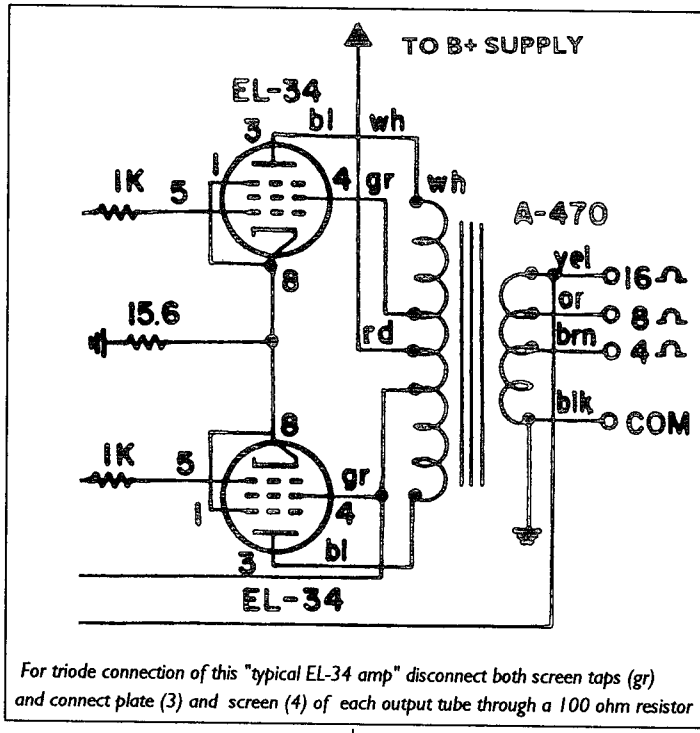 TO B+ SUPPLY
EL-34
3 bl wh
1 4 gr wh
1K 5 A-470
8 yel 16 Ω
or 8 Ω
15.6 rd brn 4 Ω
blk COM
8
1K 5 gr
1 4
3 bl
EL-34
For triode connection of this "typical EL-34 amp" disconnect both screen taps (gr)
and connect plate (3) and screen (4) of each output tube through a 100 ohm resistor